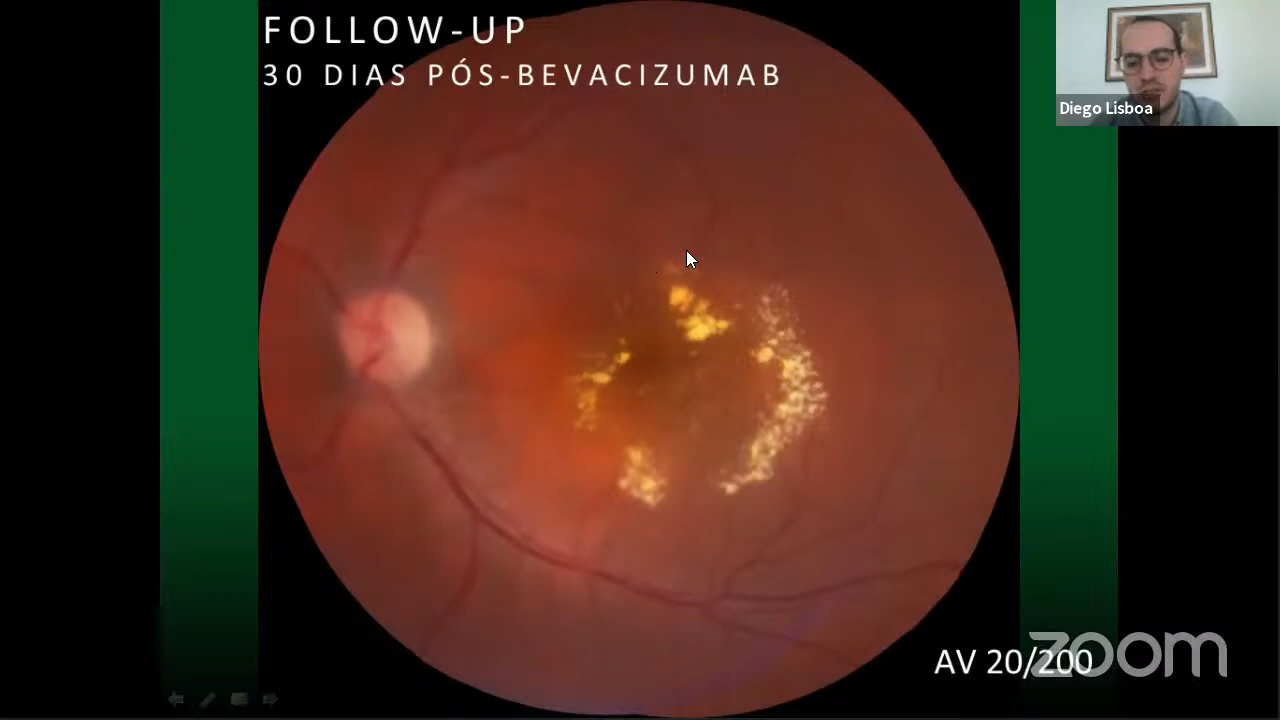 FOLLOW-UP
30 DIAS PÓS-BEVACIZUMAB
Diego Lisboa
AV 20/200
zoom